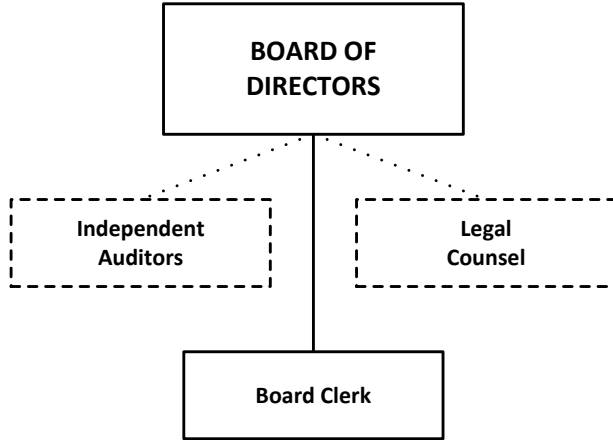 BOARD OF
DIRECTORS
Independent
Auditors
Legal
Counsel
Board Clerk